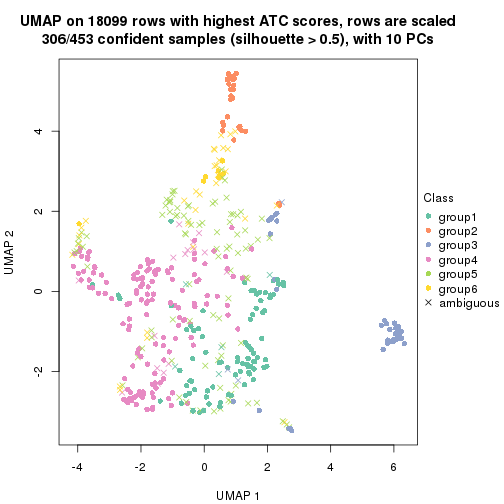 UMAP on 18099 rows with highest ATC scores, rows are scaled
306/453 confident samples (silhouette > 0.5), with 10 PCs
4
2
0
-2
UMAP 2
-4
-2
0
2
4
6
UMAP 1
Class
group1
group2
group3
group4
group5
group6
ambiguous